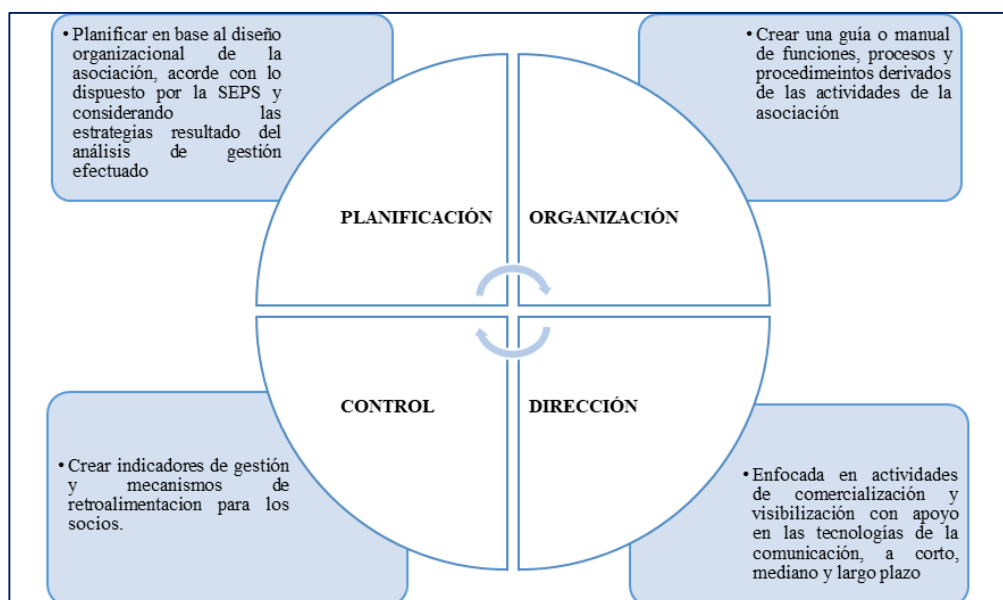 • Planificar en base al diseño
organizacional de la
asociación, acorde con lo
dispuesto por la SEPS y
considerando las
estrategias resultado del
análisis de gestión
efectuado
• Crear una guía o manual
de funciones, procesos y
procedimeintos derivados
de las actividades de la
asociación
PLANIFICACIÓN
ORGANIZACIÓN
CONTROL
DIRECCIÓN
• Crear indicadores de gestión
y mecanismos de
retroalimentacion para los
socios.
• Enfocada en actividades
de comercialización y
visibilización con apoyo
en las tecnologías de la
comunicación, a corto,
mediano y largo plazo